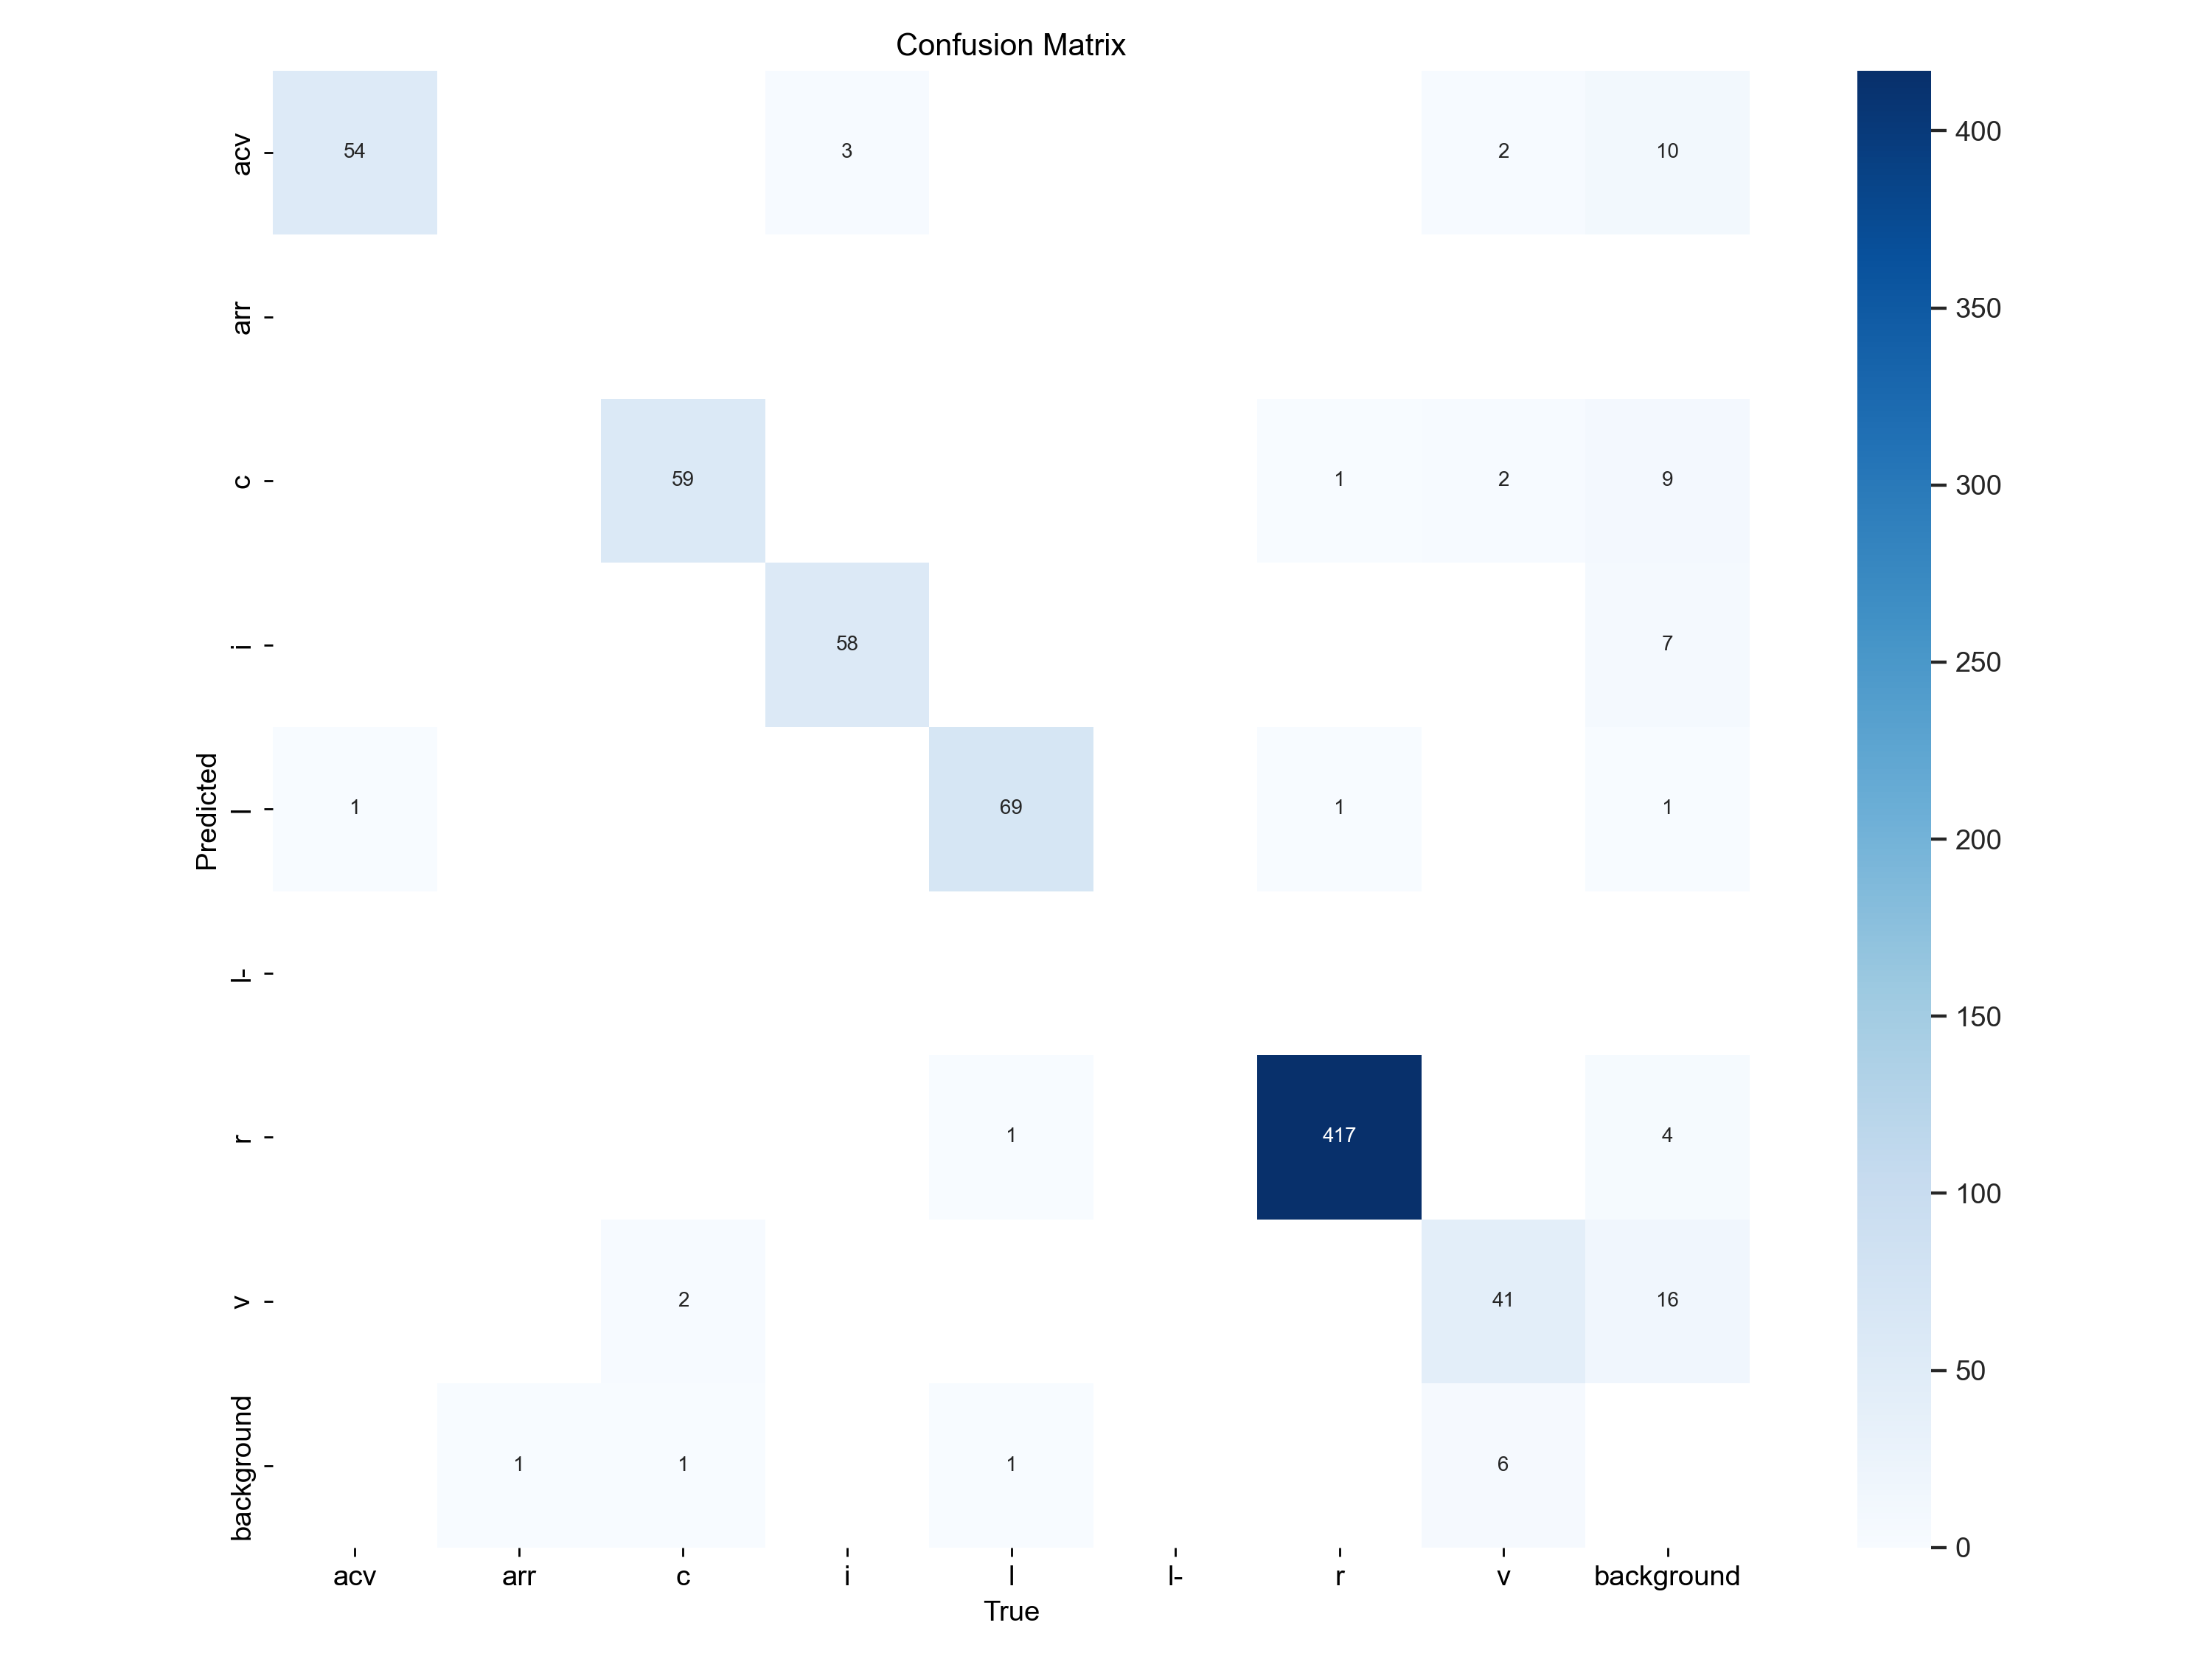 Confusion Matrix
acv 54 3 2 10
arr
c 59 1 2 9
i 58 7
l 1 69 1 1
l-
r 1 417 4
v 2 41 16
background 1 1 1 6
acv arr c i l l- r v background
True
Predicted
400
350
300
250
200
150
100
50
0